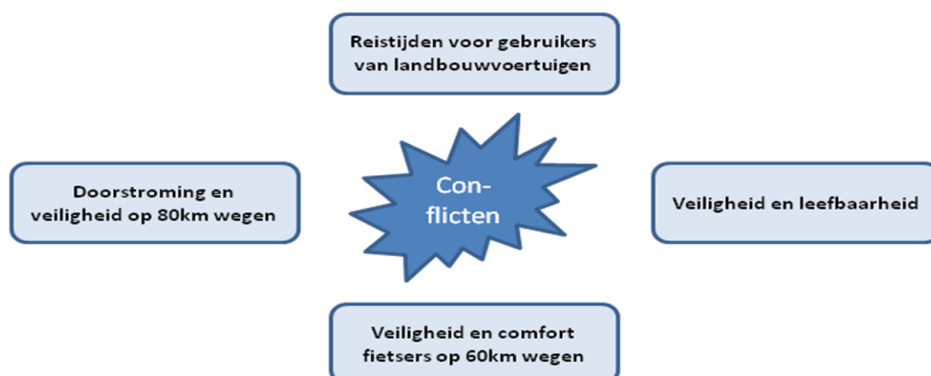 Reistijden voor gebruikers
van landbouwvoertuigen
Doorstroming en
veiligheid op 80km wegen
Con-
flicten
Veiligheid en leefbaarheid
Veiligheid en comfort
fietsers op 60km wegen